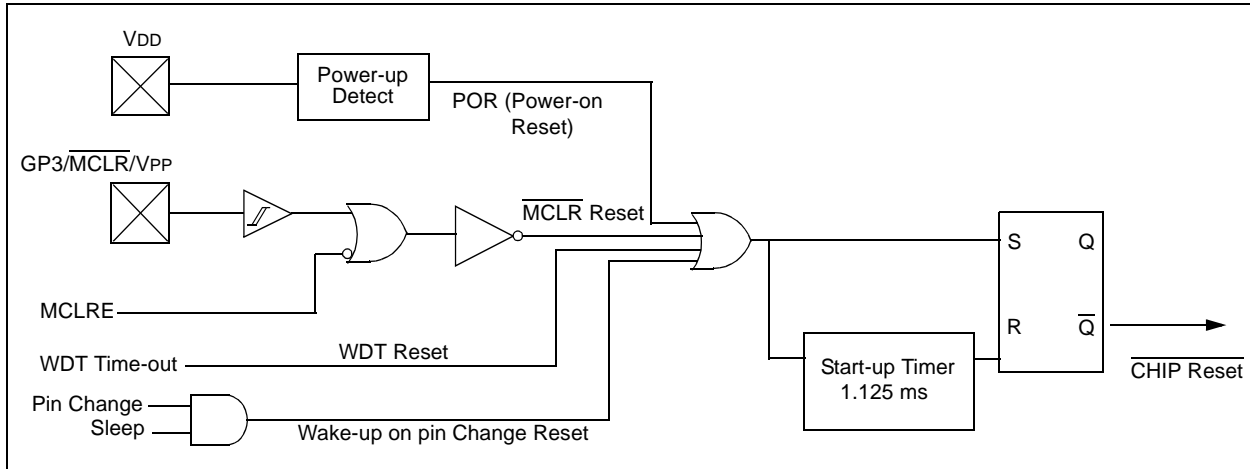 VDD
Power-up
Detect
POR (Power-on
Reset)
GP3/MCLR/VPP
MCLR Reset
MCLRE
WDT Time-out
WDT Reset
Pin Change
Sleep
Wake-up on pin Change Reset
S Q
R Q
Start-up Timer
1.125 ms
CHIP Reset